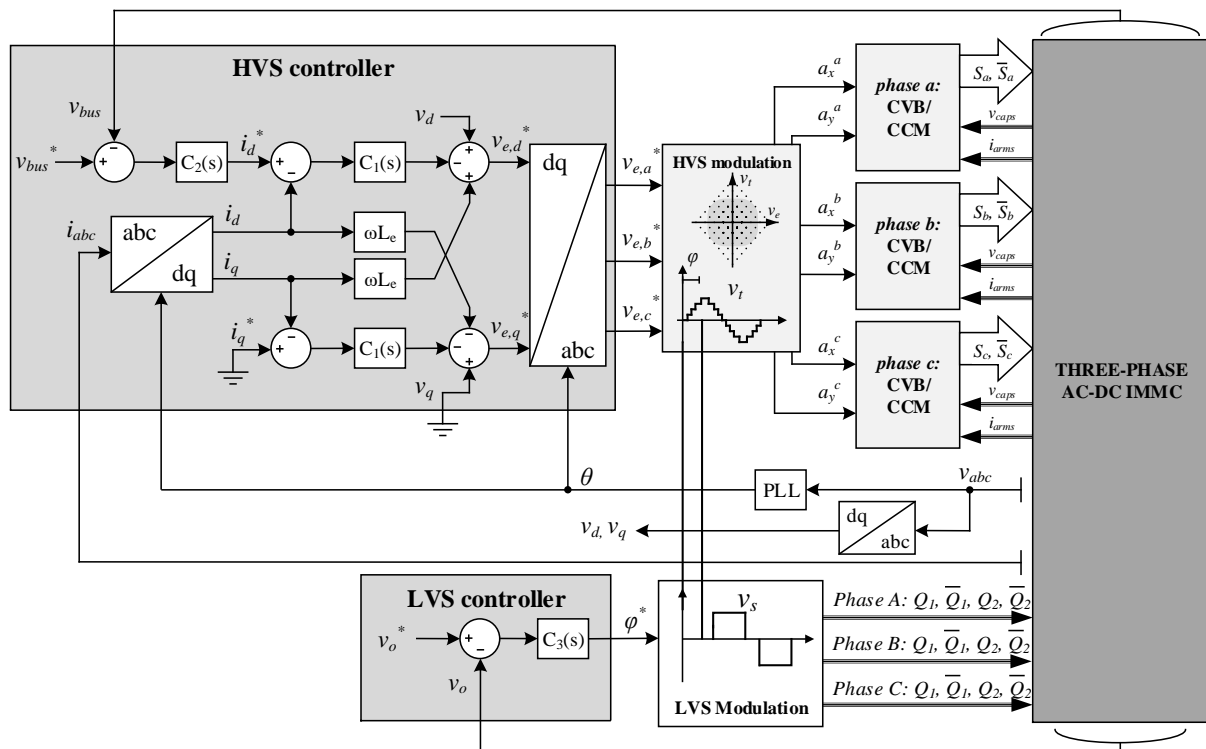 HVS controller
v_bus
v_bus*
+
-
C₂(s)
i_d*
+
-
C₁(s)
v_d
-
+
+
v_e,d*
i_abc
abc
dq
i_d
i_q
ωL_e
ωL_e
i_q*
+
-
C₁(s)
-
-
+
v_e,q*
v_q
dq
abc
v_e,a*
v_e,b*
v_e,c*
HVS modulation
v_t
v_e
φ
v_t
a_x^a
a_y^a
phase a:
CVB/
CCM
S_a, S̅_a
v_caps
i_arms
a_x^b
a_y^b
phase b:
CVB/
CCM
S_b, S̅_b
v_caps
i_arms
a_x^c
a_y^c
phase c:
CVB/
CCM
S_c, S̅_c
v_caps
i_arms
THREE-PHASE
AC-DC IMMC
θ
PLL
v_abc
v_d, v_q
dq
abc
LVS controller
v_o*
+
-
v_o
C₃(s)
φ*
v_s
LVS Modulation
Phase A: Q₁, Q̅₁, Q₂, Q̅₂
Phase B: Q₁, Q̅₁, Q₂, Q̅₂
Phase C: Q₁, Q̅₁, Q₂, Q̅₂